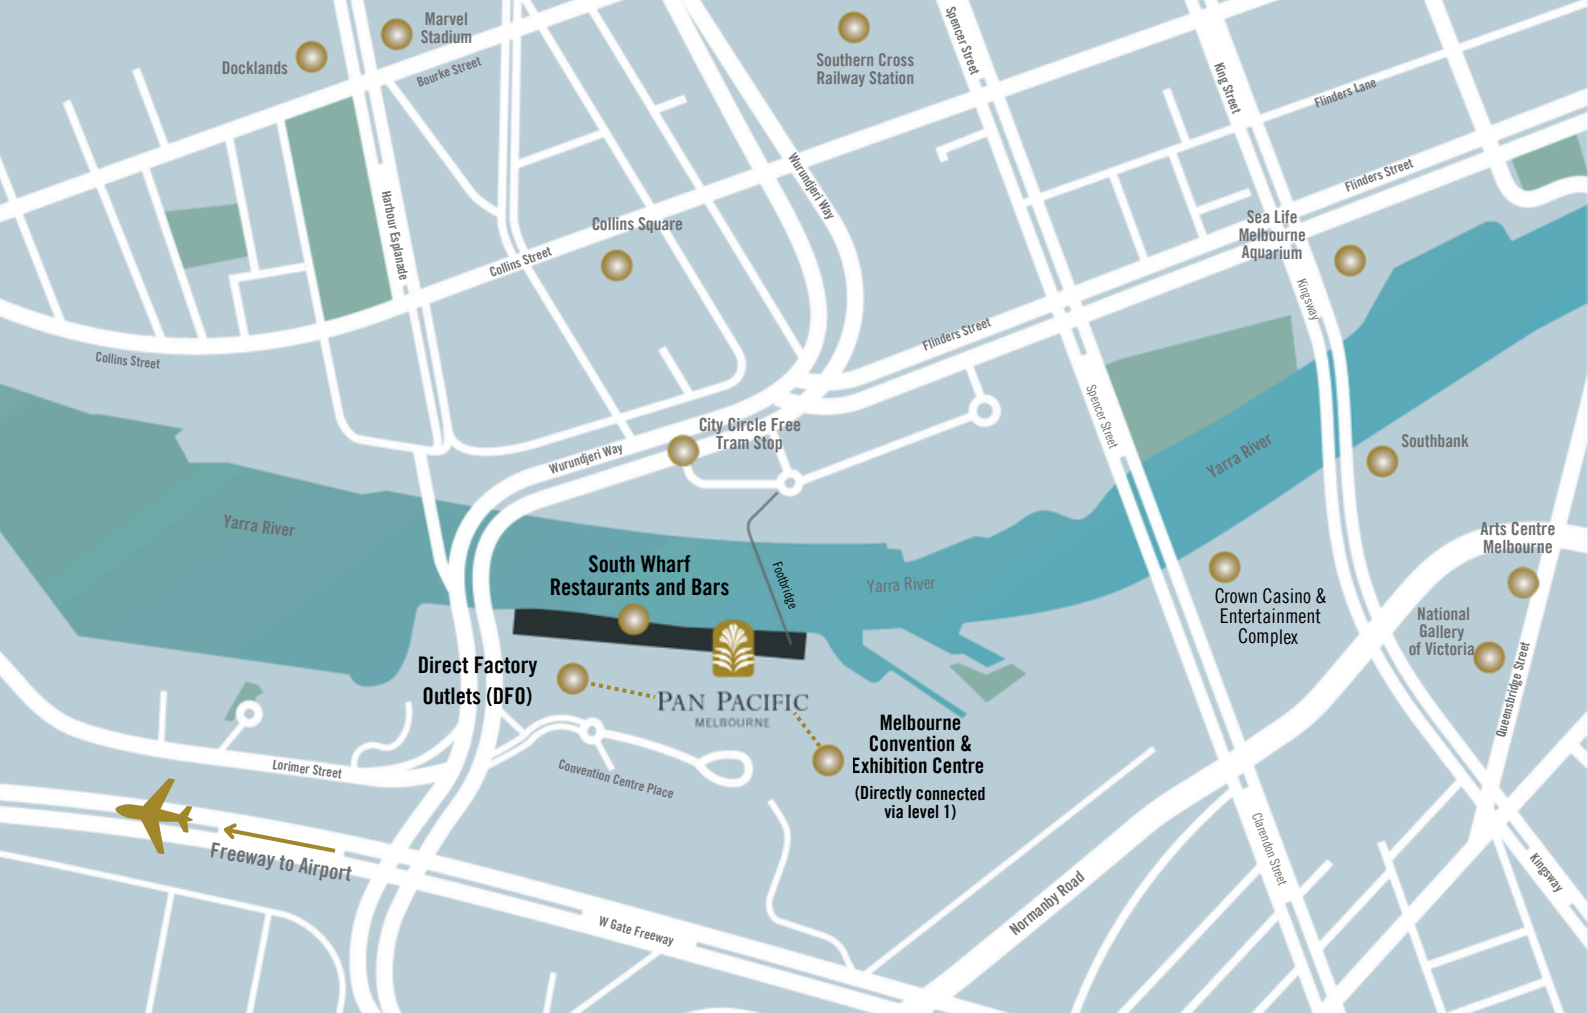 Marvel
Stadium
Docklands
Bourke Street
Southern Cross
Railway Station
Spencer Street
King Street
Flinders Lane
Wurundjeri Way
Flinders Street
Harbour Esplanade
Collins Square
Collins Street
Sea Life
Melbourne
Aquarium
Kingsway
Flinders Street
Collins Street
Spencer Street
City Circle Free
Tram Stop
Wurundjeri Way
Yarra River
Southbank
Yarra River
Arts Centre
Melbourne
South Wharf
Restaurants and Bars
Footbridge
Yarra River
Crown Casino &
Entertainment
Complex
National
Gallery
of Victoria
Queensbridge Street
Direct Factory
Outlets (DFO)
PAN PACIFIC
MELBOURNE
Melbourne
Convention &
Exhibition Centre
(Directly connected
via level 1)
Lorimer Street
Convention Centre Place
Freeway to Airport
Clarendon Street
Kingsway
Normanby Road
W Gate Freeway